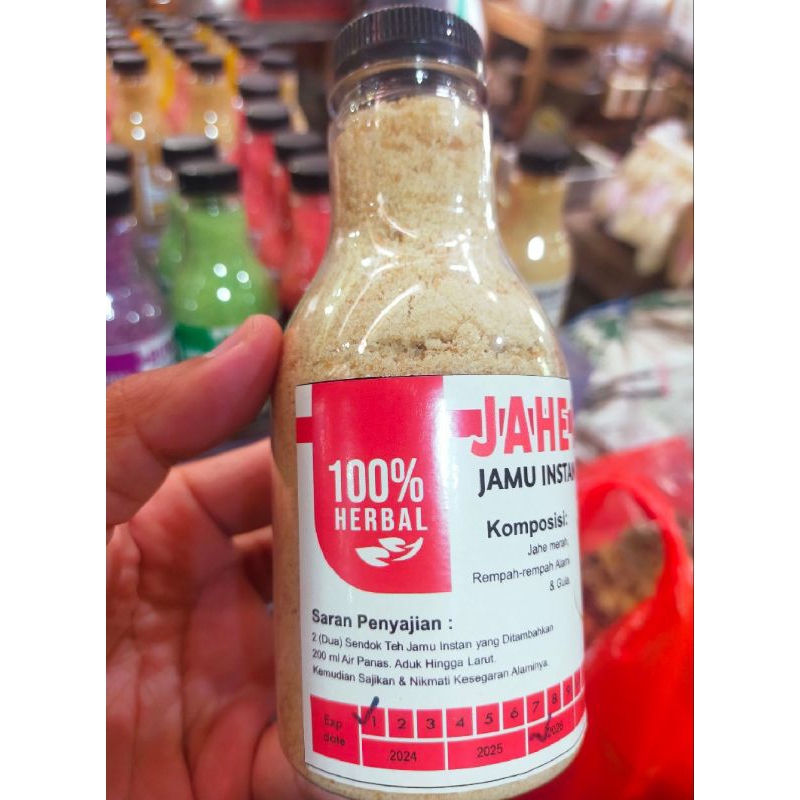 100%
HERBAL
JAHE
JAMU INSTAN
Komposisi:
Jahe merah,
Rempah-rempah Alami
& Gula
Saran Penyajian :
2 (Dua) Sendok Teh Jamu Instan yang Ditambahkan
200 ml Air Panas. Aduk Hingga Larut.
Kemudian Sajikan & Nikmati Kesegaran Alaminya.
Exp
date
1 2 3 4 5 6 7 8 9
2024 2025 2026